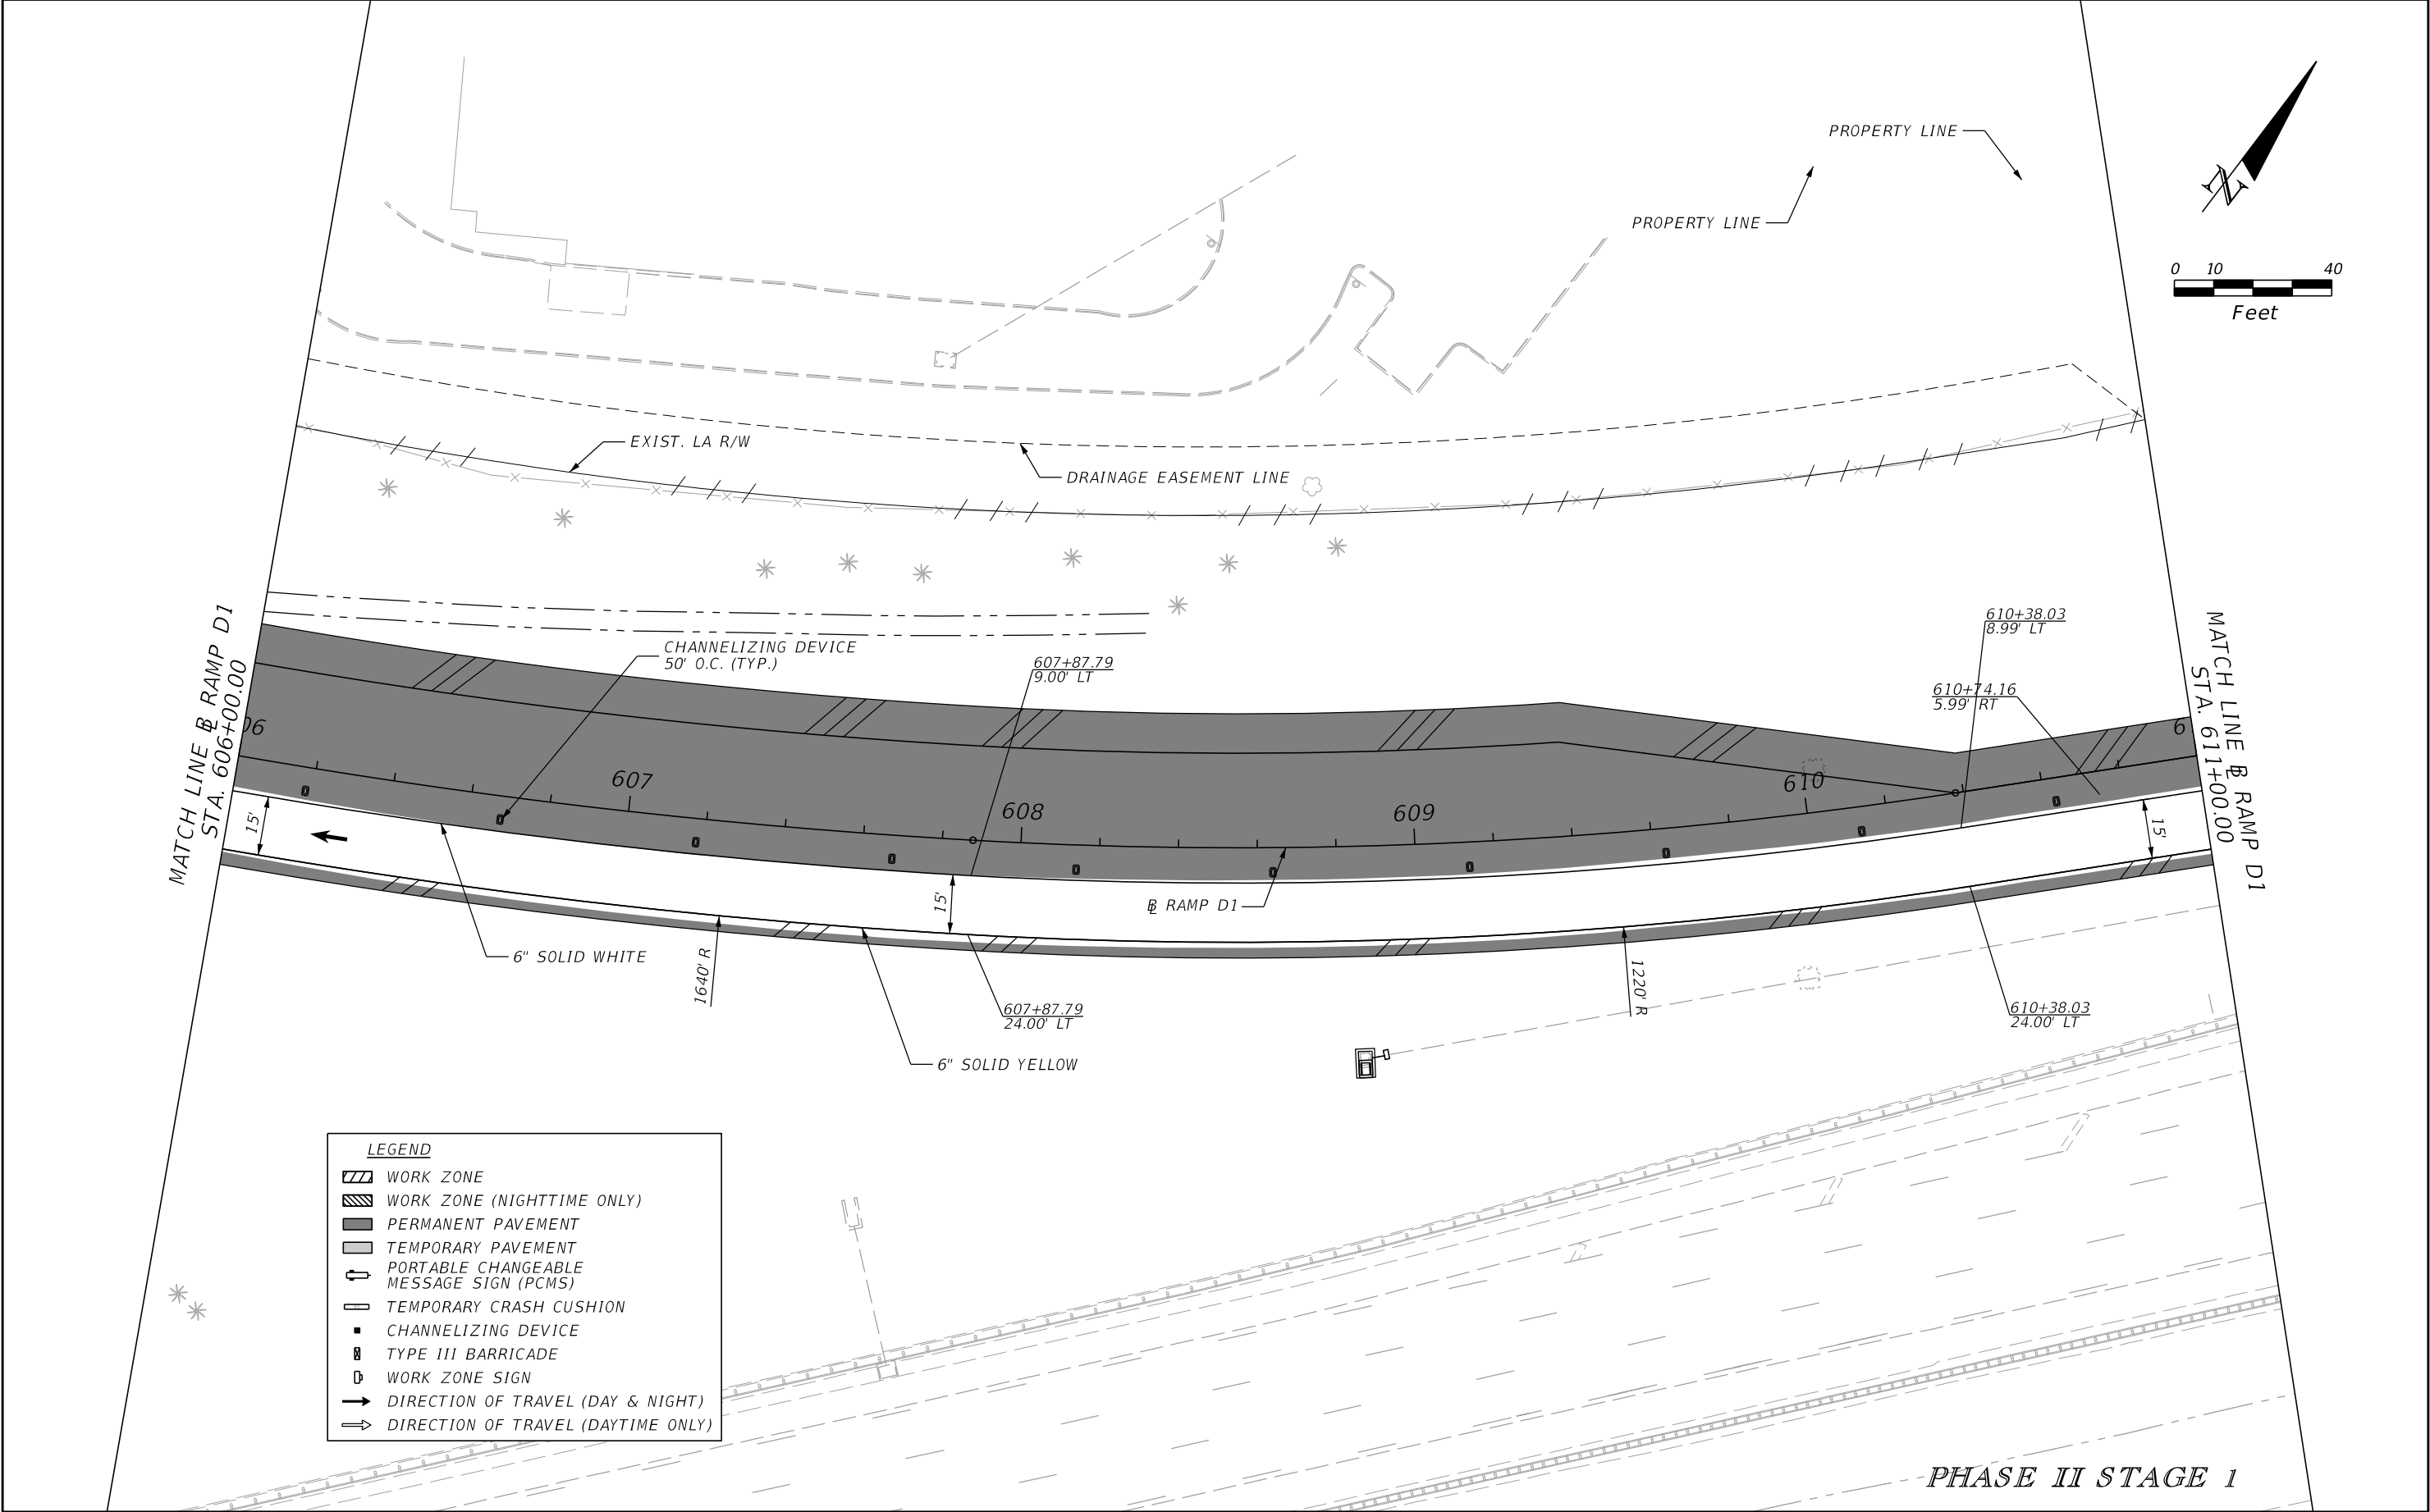 PROPERTY LINE
PROPERTY LINE
N
0 10 40
Feet
EXIST. LA R/W
DRAINAGE EASEMENT LINE
CHANNELIZING DEVICE
50' O.C. (TYP.)
607+87.79
9.00' LT
610+38.03
8.99' LT
610+74.16
5.99' RT
MATCH LINE BL RAMP D1
STA. 606+00.00
MATCH LINE BL RAMP D1
STA. 611+00.00
06
607
608
609
610
6
15'
15'
15'
BL RAMP D1
6" SOLID WHITE
1640' R
1220' R
607+87.79
24.00' LT
610+38.03
24.00' LT
6" SOLID YELLOW
LEGEND
WORK ZONE
WORK ZONE (NIGHTTIME ONLY)
PERMANENT PAVEMENT
TEMPORARY PAVEMENT
PORTABLE CHANGEABLE
MESSAGE SIGN (PCMS)
TEMPORARY CRASH CUSHION
CHANNELIZING DEVICE
TYPE III BARRICADE
WORK ZONE SIGN
DIRECTION OF TRAVEL (DAY & NIGHT)
DIRECTION OF TRAVEL (DAYTIME ONLY)
PHASE II STAGE 1